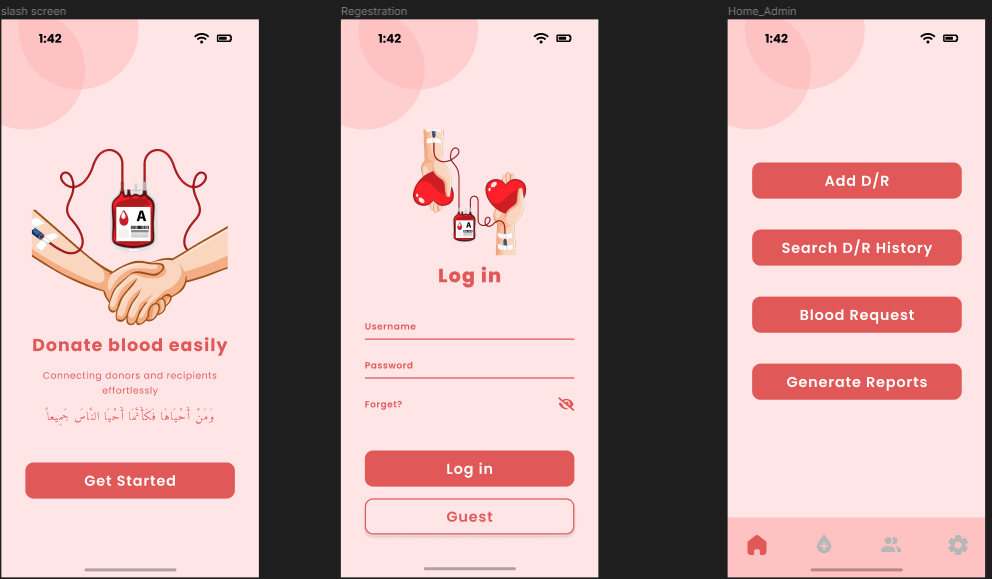 slash screen
1:42
A
Donate blood easily
Connecting donors and recipients
effortlessly
وَمَنْ أَحْيَاهَا فَكَأَنَّمَا أَحْيَا النَّاسَ جَمِيعاً
Get Started
Regestration
1:42
A
Log in
Username
Password
Forget?
Log in
Guest
Home_Admin
1:42
Add D/R
Search D/R History
Blood Request
Generate Reports